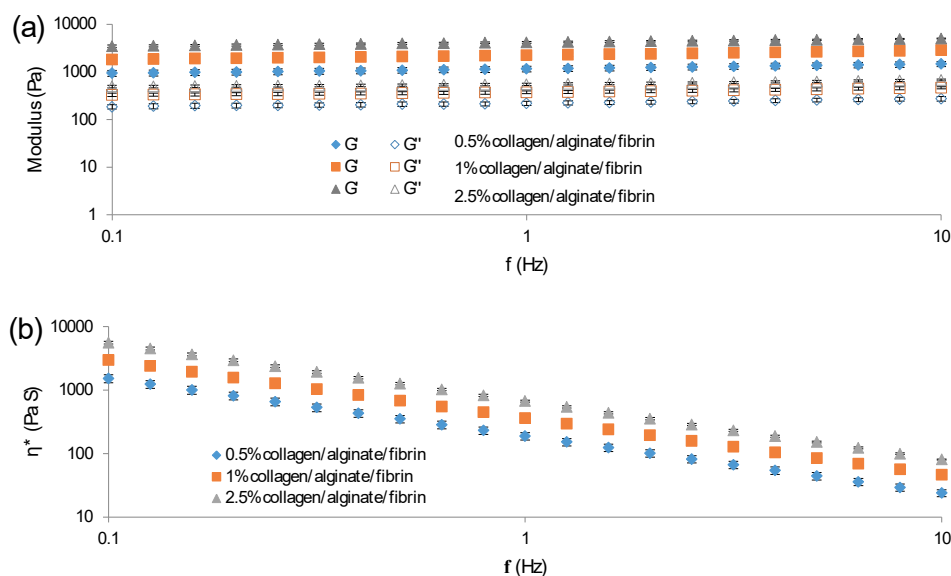 (a)
10000
1000
100
10
1
Modulus (Pa)
G' G'' 0.5%collagen/alginate/fibrin
G' G'' 1%collagen/alginate/fibrin
G' G'' 2.5%collagen/alginate/fibrin
0.1 1 10
f (Hz)
(b)
10000
1000
100
10
η* (Pa S)
0.5%collagen/alginate/fibrin
1%collagen/alginate/fibrin
2.5%collagen/alginate/fibrin
0.1 1 10
f (Hz)